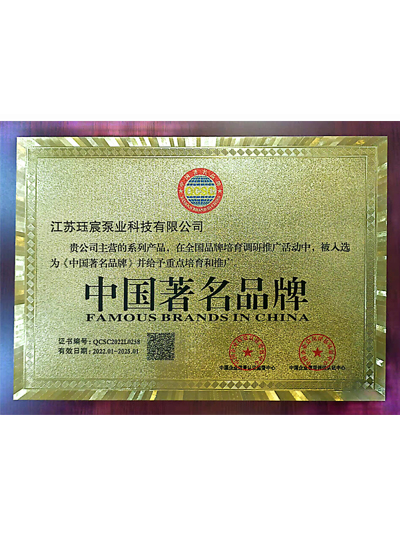 QCSC
江苏珏宸泵业科技有限公司
贵公司主营的系列产品，在全国品牌培育调研推广活动中，被入选
为《中国著名品牌》并给予重点培育和推广。
中国著名品牌
FAMOUS BRANDS IN CHINA
证书编号：QCSC2022L0258
有效日期：2022.01-2025.01